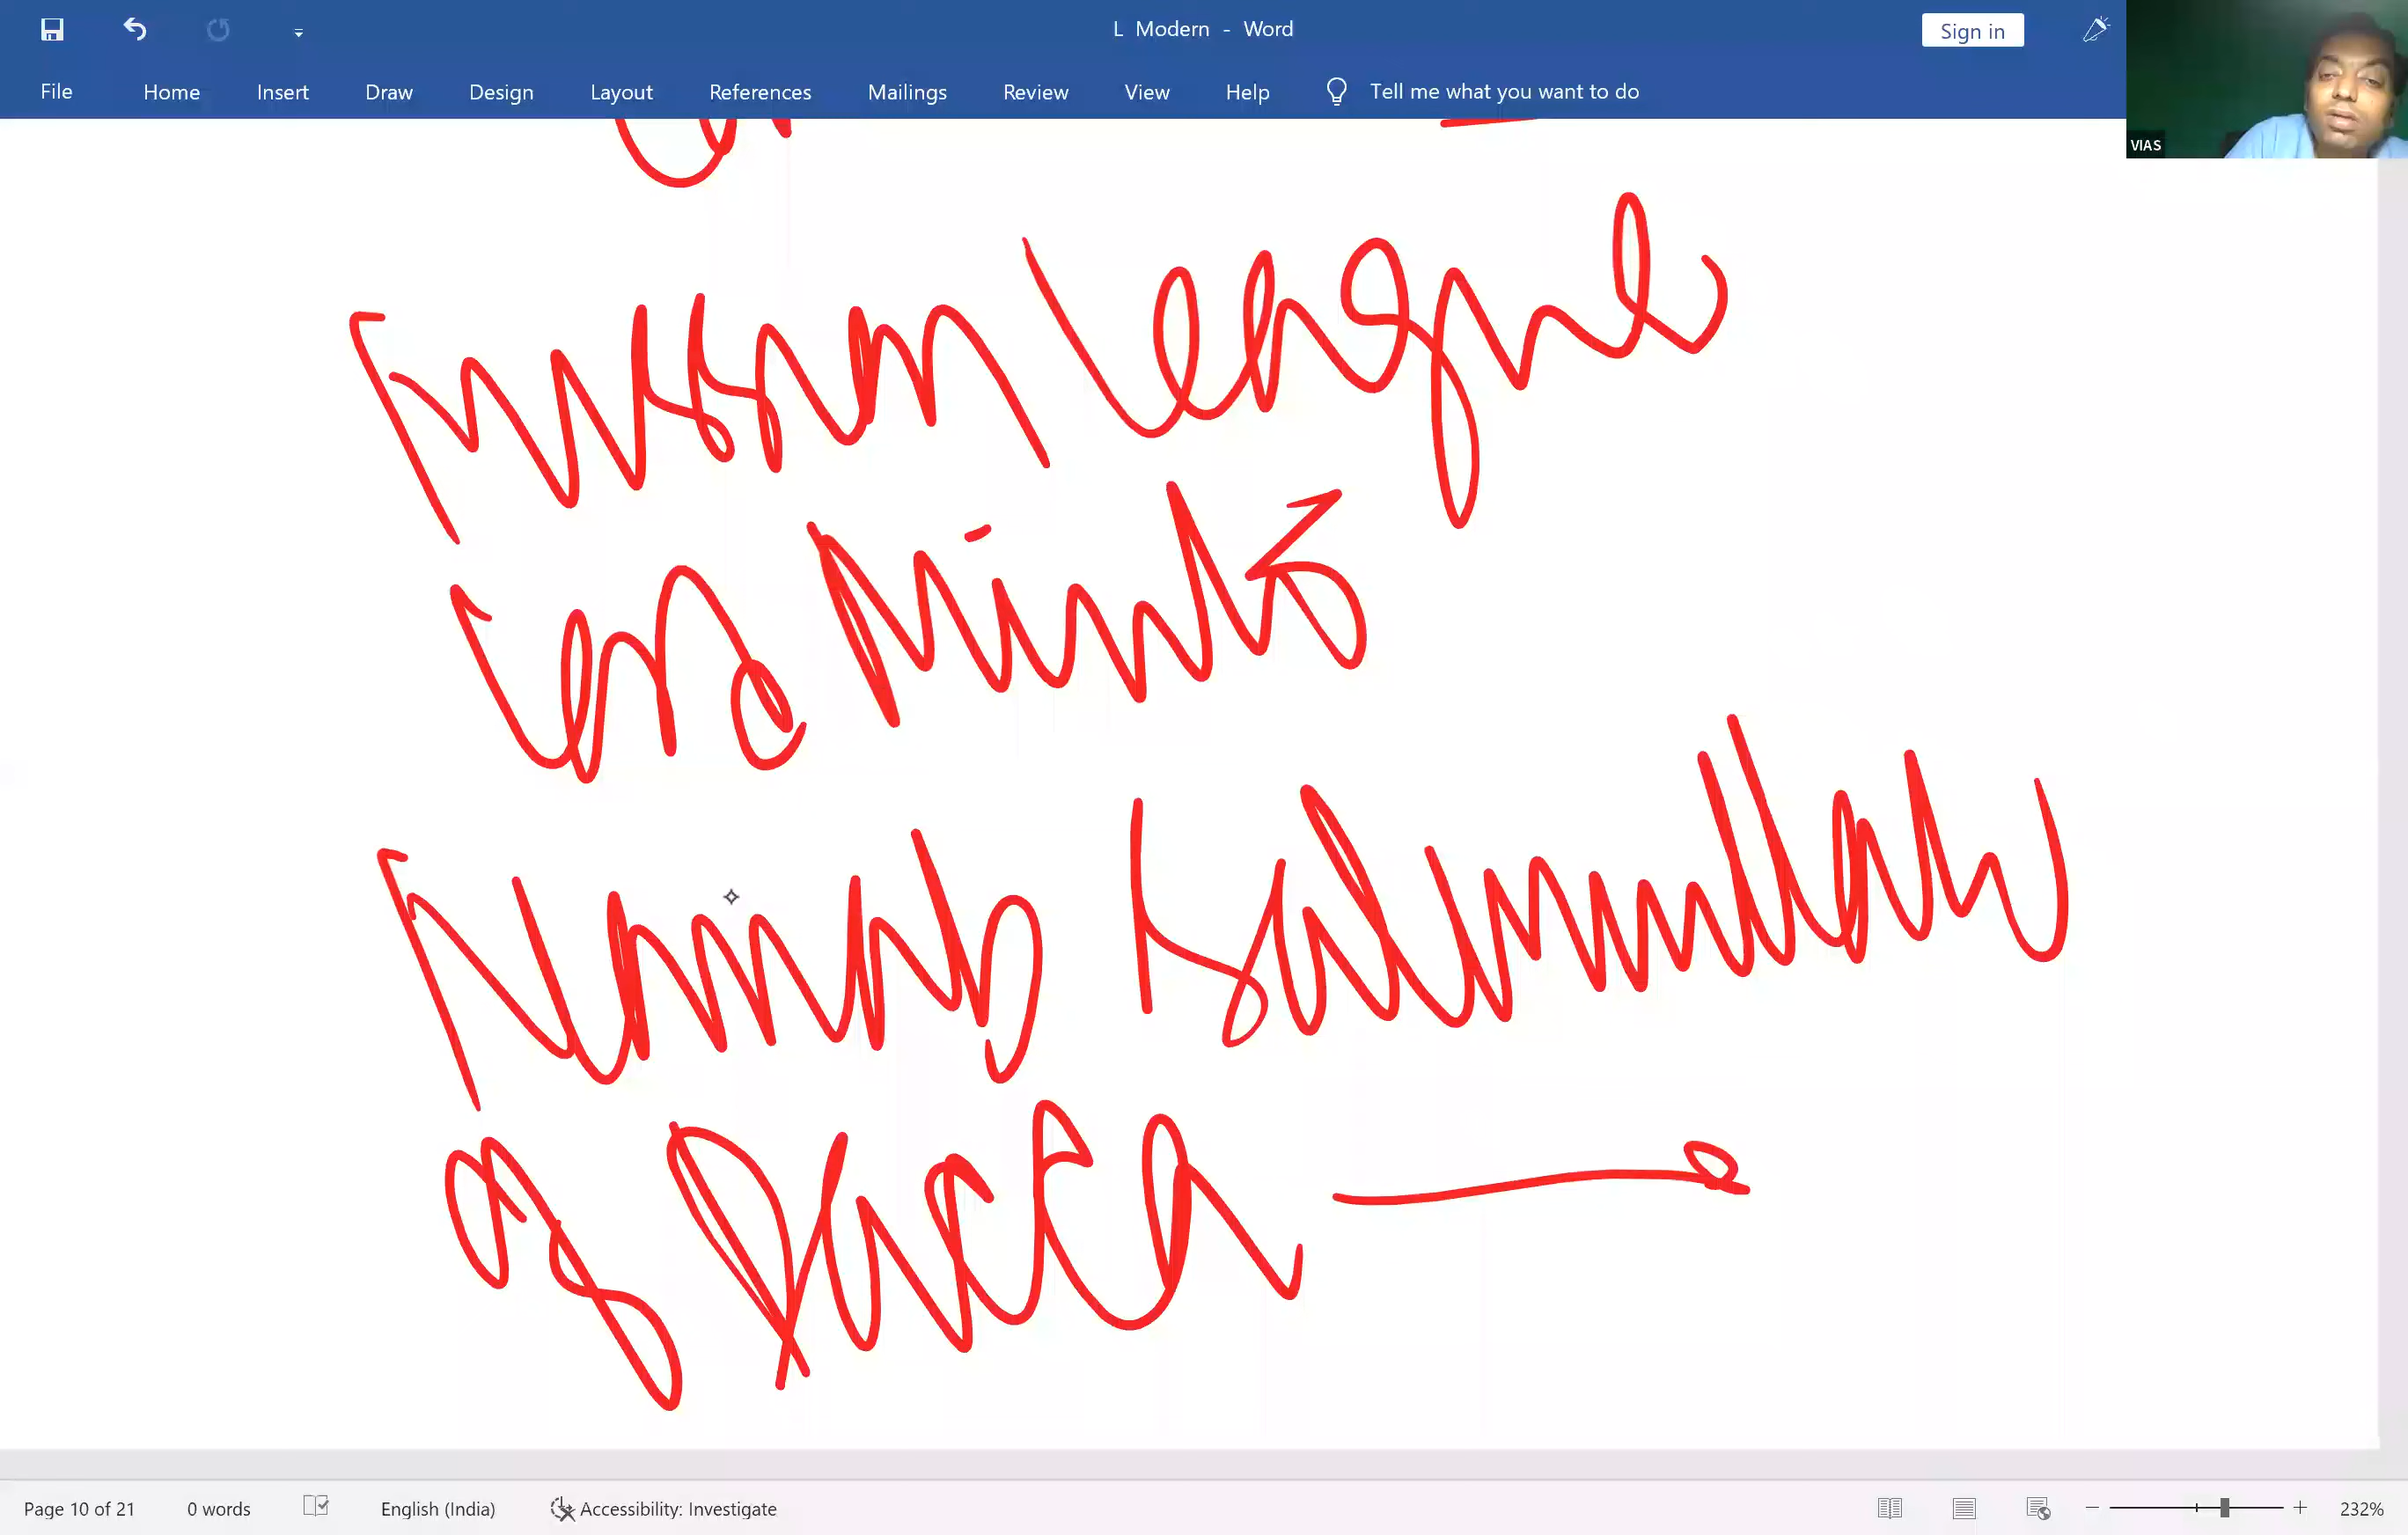 L Modern - Word
Sign in
File Home Insert Draw Design Layout References Mailings Review View Help Tell me what you want to do
VIAS
Muslim League
Lord Minto
Nawab Salimullah
of Dacca
Page 10 of 21 0 words English (India) Accessibility: Investigate 232%